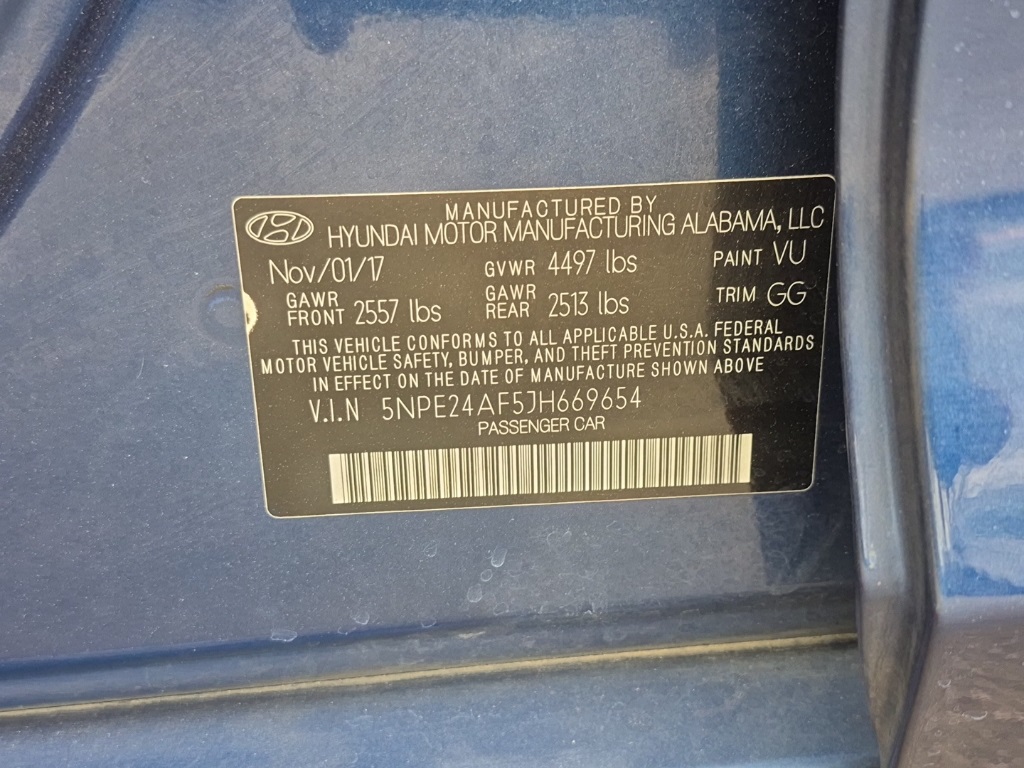 MANUFACTURED BY
HYUNDAI MOTOR MANUFACTURING ALABAMA, LLC
Nov/01/17 GVWR 4497 lbs PAINT VU
GAWR FRONT 2557 lbs GAWR REAR 2513 lbs TRIM GG
THIS VEHICLE CONFORMS TO ALL APPLICABLE U.S.A. FEDERAL
MOTOR VEHICLE SAFETY, BUMPER, AND THEFT PREVENTION STANDARDS
IN EFFECT ON THE DATE OF MANUFACTURE SHOWN ABOVE
V.I.N 5NPE24AF5JH669654
PASSENGER CAR